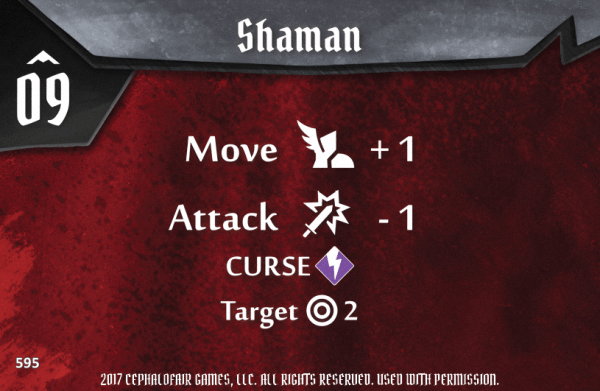 Shaman
09
Move + 1
Attack - 1
CURSE
Target 2
595
2017 CEPHALOFAIR GAMES, LLC. ALL RIGHTS RESERVED. USED WITH PERMISSION.